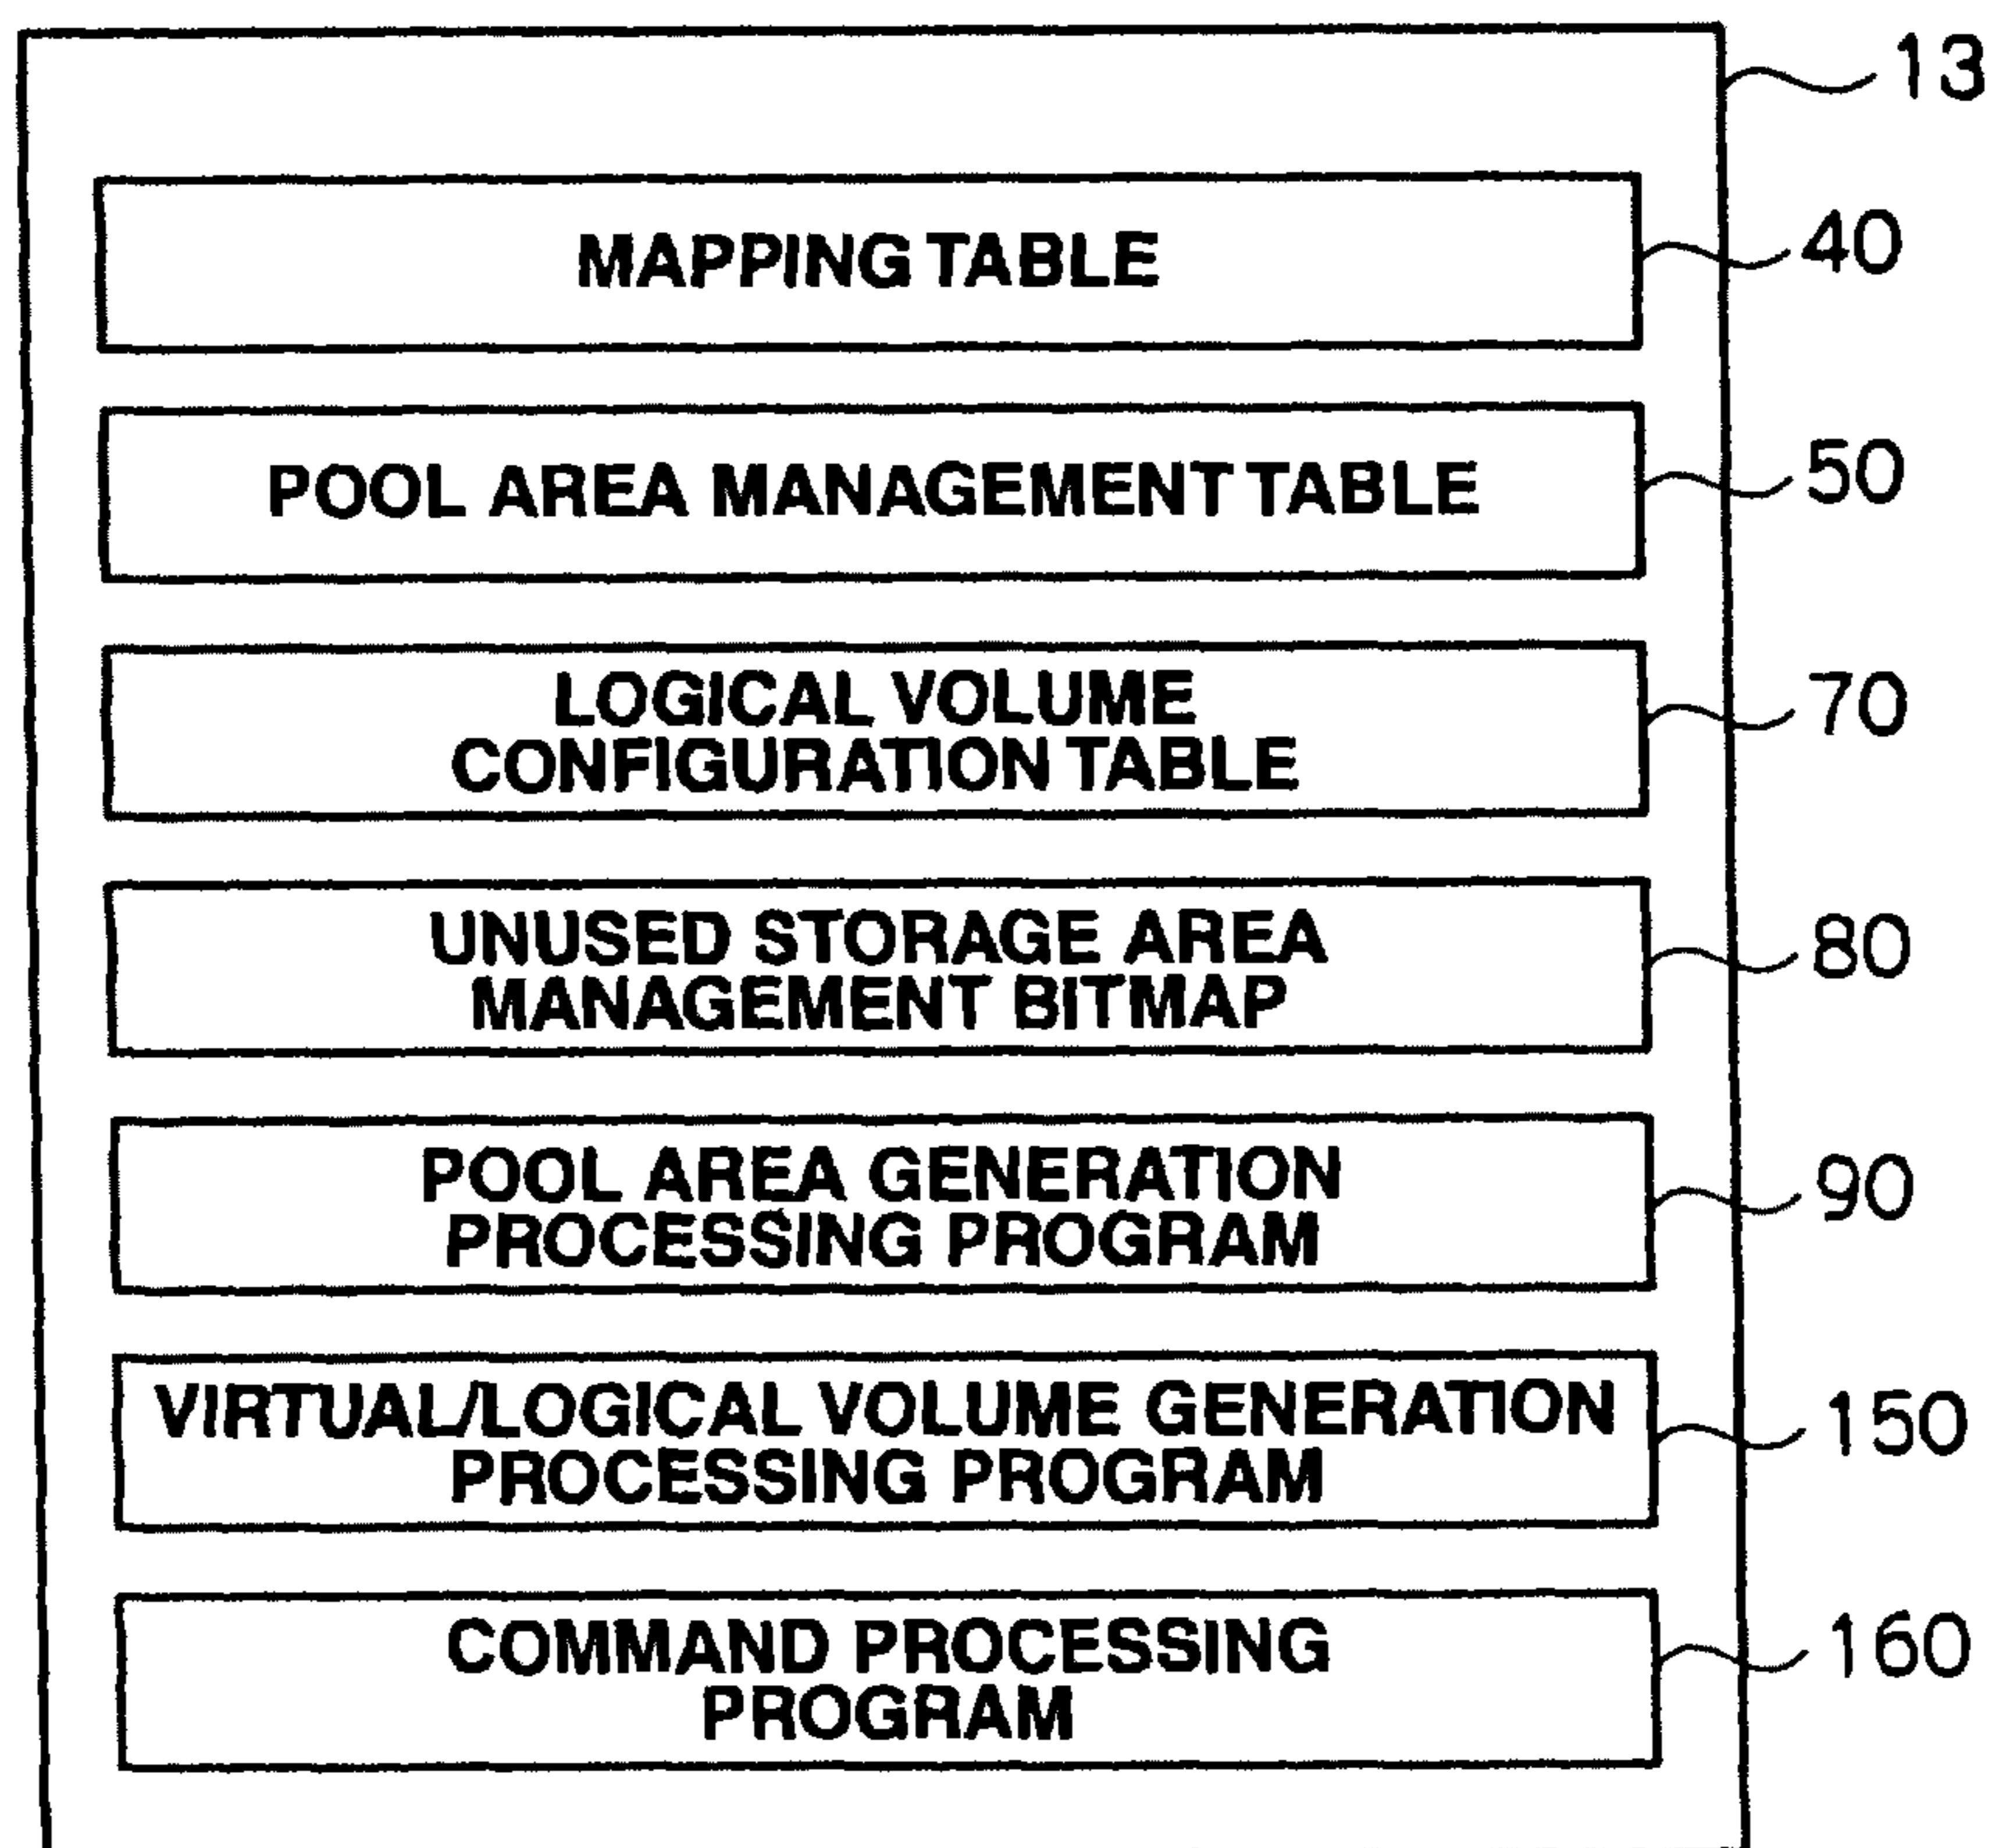 13
MAPPING TABLE
40
POOL AREA MANAGEMENT TABLE
50
LOGICAL VOLUME
CONFIGURATION TABLE
70
UNUSED STORAGE AREA
MANAGEMENT BITMAP
80
POOL AREA GENERATION
PROCESSING PROGRAM
90
VIRTUAL/LOGICAL VOLUME GENERATION
PROCESSING PROGRAM
150
COMMAND PROCESSING
PROGRAM
160